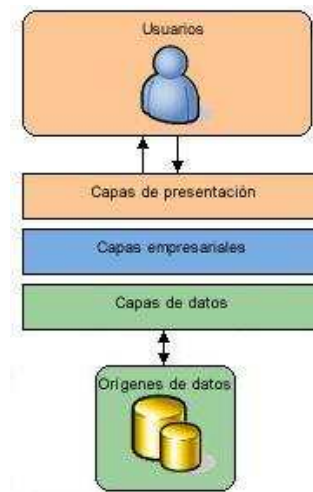 Usuarios
Capas de presentación
Capas empresariales
Capas de datos
Orígenes de datos